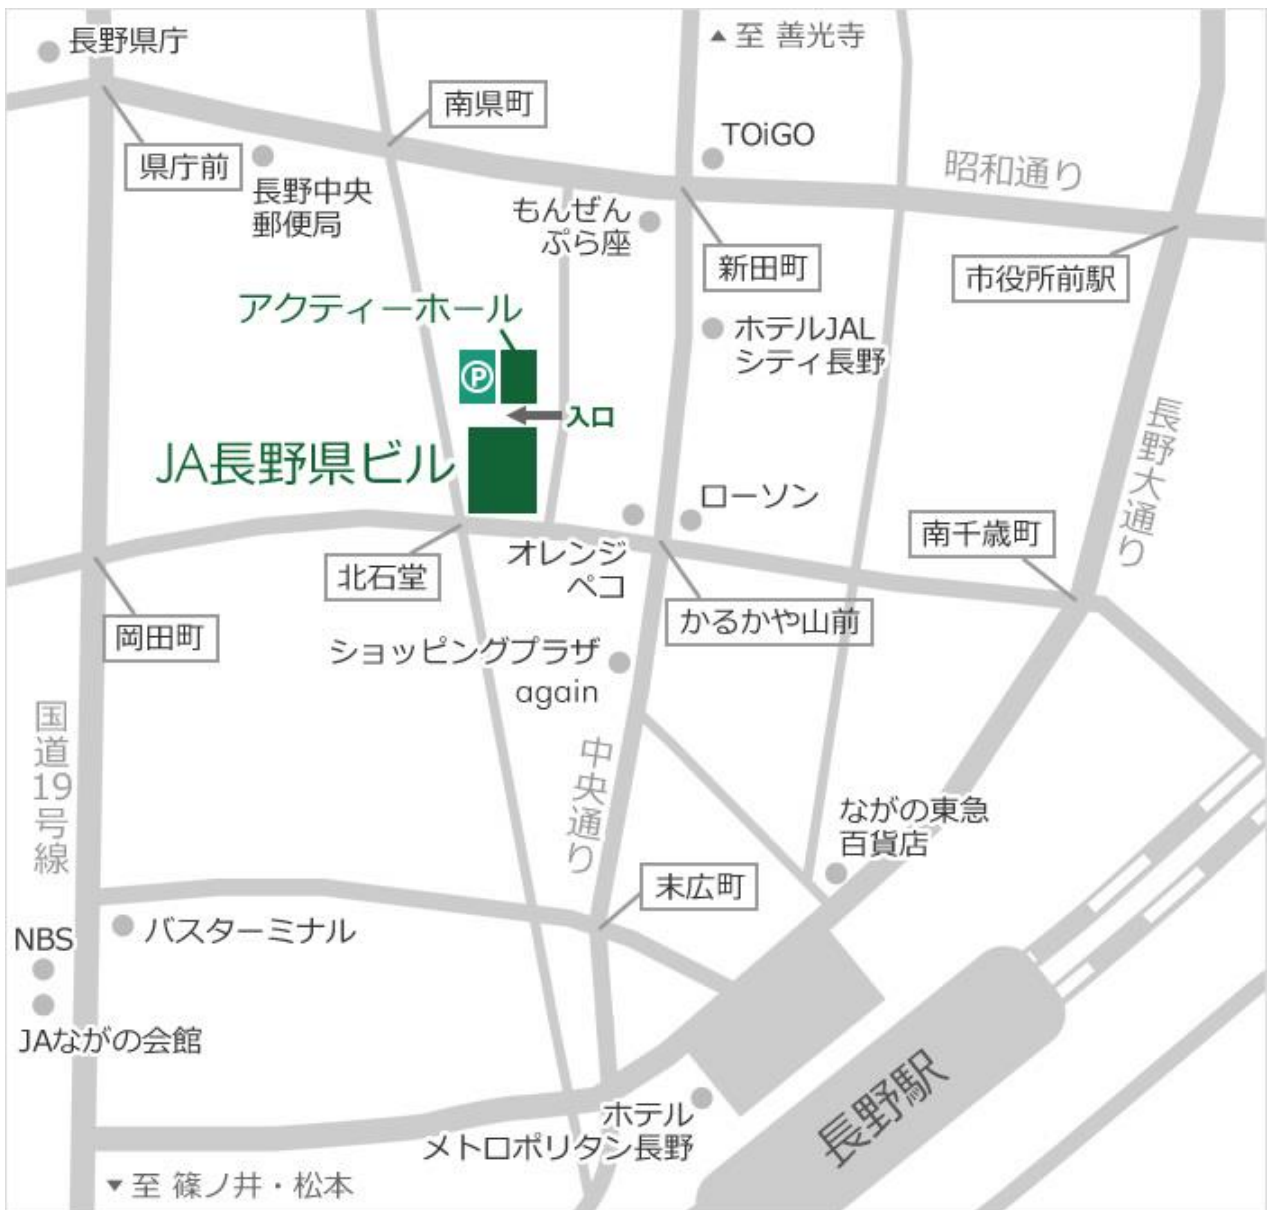 長野県庁
▲ 至 善光寺
南県町
TOiGO
県庁前
長野中央
郵便局
昭和通り
もんぜん
ぷら座
新田町
市役所前駅
アクティーホール
ホテルJAL
シティ長野
P
入口
JA長野県ビル
長野大通り
ローソン
南千歳町
オレンジ
ペコ
北石堂
かるかや山前
岡田町
ショッピングプラザ
again
国道19号線
中央通り
ながの東急
百貨店
末広町
バスターミナル
NBS
JAながの会館
長野駅
ホテル
メトロポリタン長野
▼ 至 篠ノ井・松本